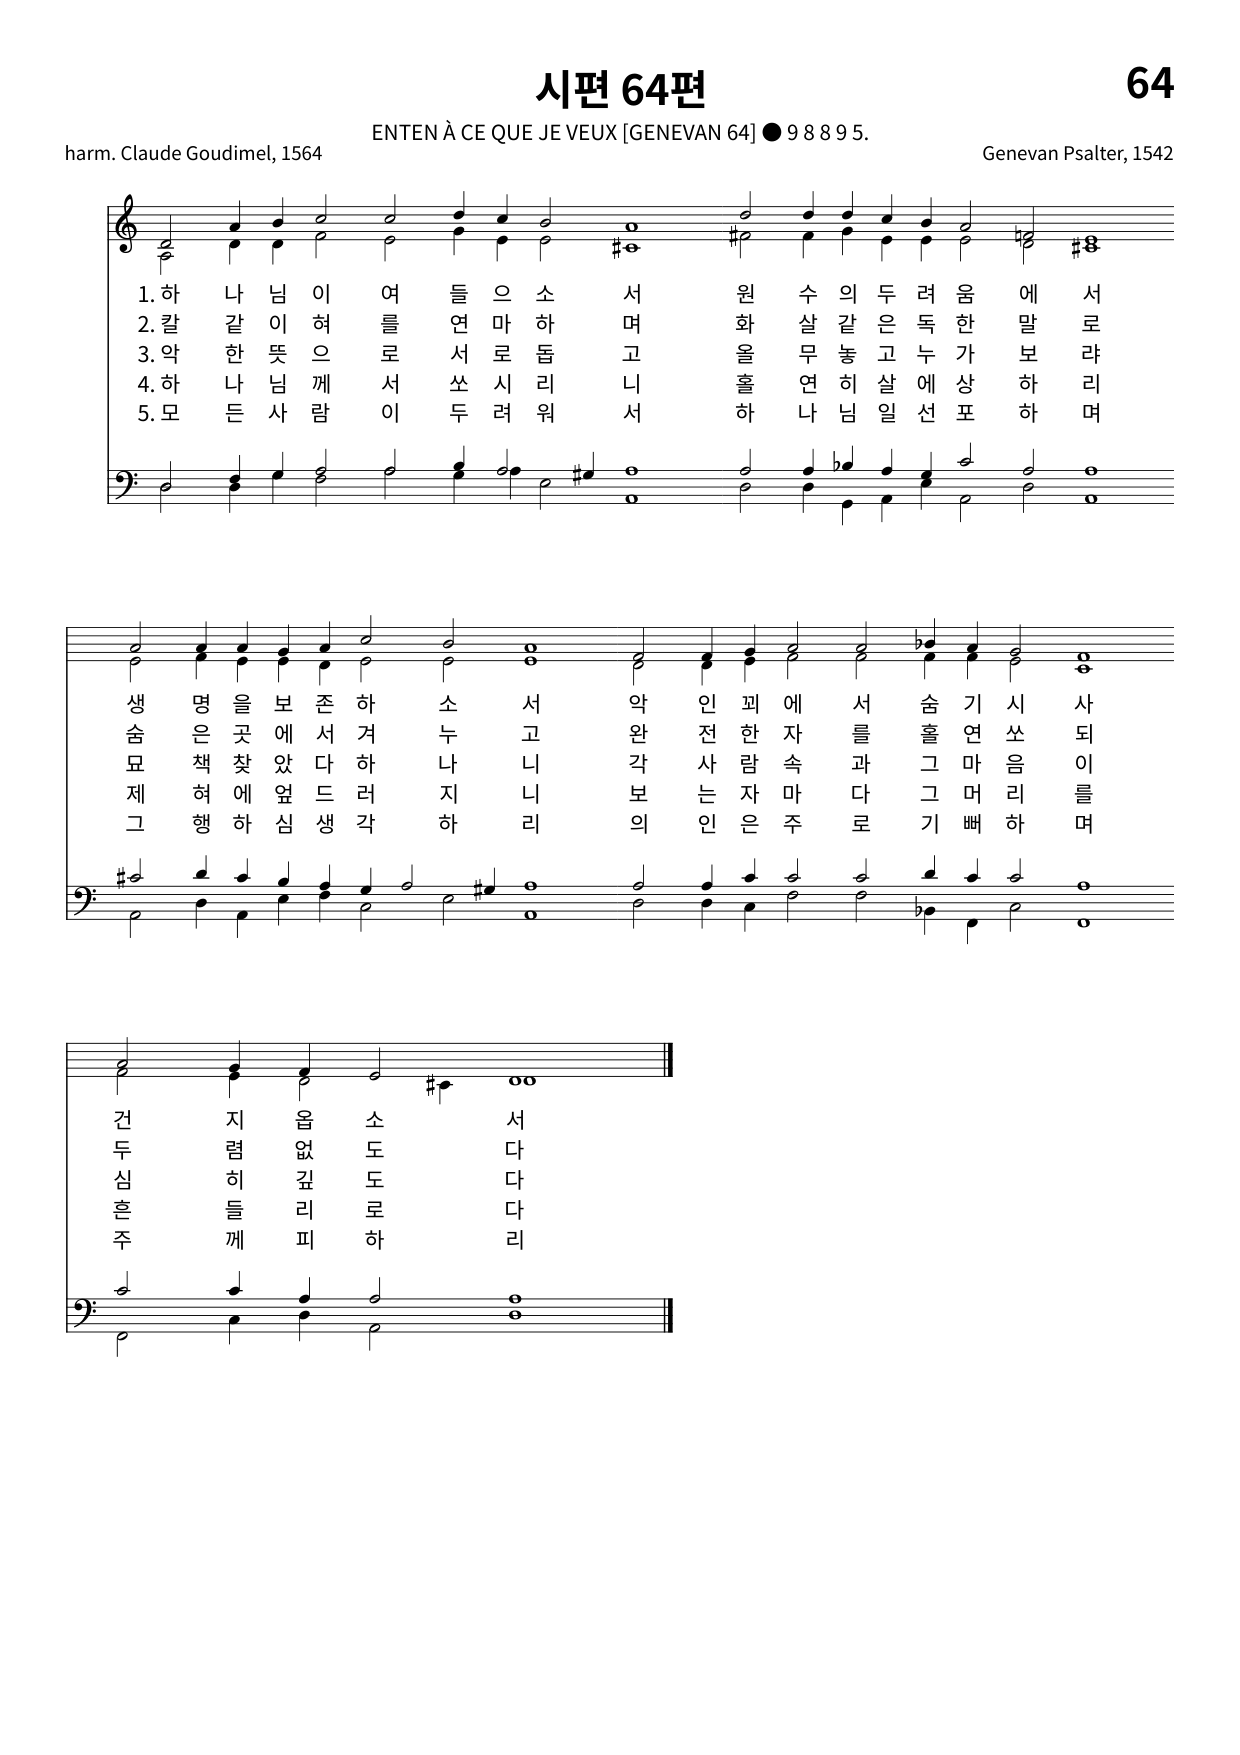 시편 64편
64
ENTEN À CE QUE JE VEUX [GENEVAN 64] ● 9 8 8 9 5.
harm. Claude Goudimel, 1564
Genevan Psalter, 1542
1. 하 나 님 이 여 들 으 소 서 원 수 의 두 려 움 에 서
2. 칼 같 이 혀 를 연 마 하 며 화 살 같 은 독 한 말 로
3. 악 한 뜻 으 로 서 로 돕 고 올 무 놓 고 누 가 보 랴
4. 하 나 님 께 서 쏘 시 리 니 홀 연 히 살 에 상 하 리
5. 모 든 사 람 이 두 려 워 서 하 나 님 일 선 포 하 며
생 명 을 보 존 하 소 서 악 인 꾀 에 서 숨 기 시 사
숨 은 곳 에 서 겨 누 고 완 전 한 자 를 홀 연 쏘 되
묘 책 찾 았 다 하 나 니 각 사 람 속 과 그 마 음 이
제 혀 에 엎 드 러 지 니 보 는 자 마 다 그 머 리 를
그 행 하 심 생 각 하 리 의 인 은 주 로 기 뻐 하 며
건 지 옵 소 서
두 렴 없 도 다
심 히 깊 도 다
흔 들 리 로 다
주 께 피 하 리